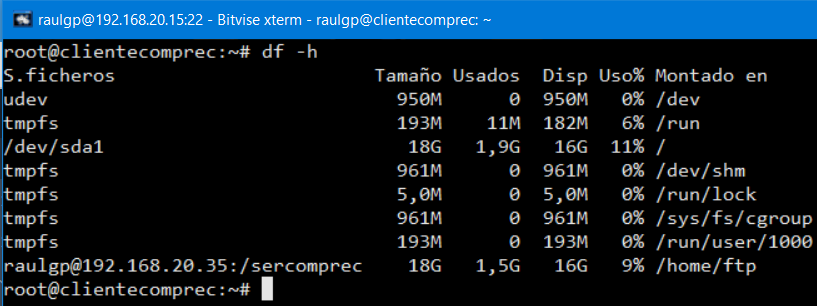 raulgp@192.168.20.15:22 - Bitvise xterm - raulgp@clientecomprec: ~
root@clientecomprec:~# df -h
S.ficheros Tamaño Usados Disp Uso% Montado en
udev 950M 0 950M 0% /dev
tmpfs 193M 11M 182M 6% /run
/dev/sda1 18G 1,9G 16G 11% /
tmpfs 961M 0 961M 0% /dev/shm
tmpfs 5,0M 0 5,0M 0% /run/lock
tmpfs 961M 0 961M 0% /sys/fs/cgroup
tmpfs 193M 0 193M 0% /run/user/1000
raulgp@192.168.20.35:/sercomprec 18G 1,5G 16G 9% /home/ftp
root@clientecomprec:~#